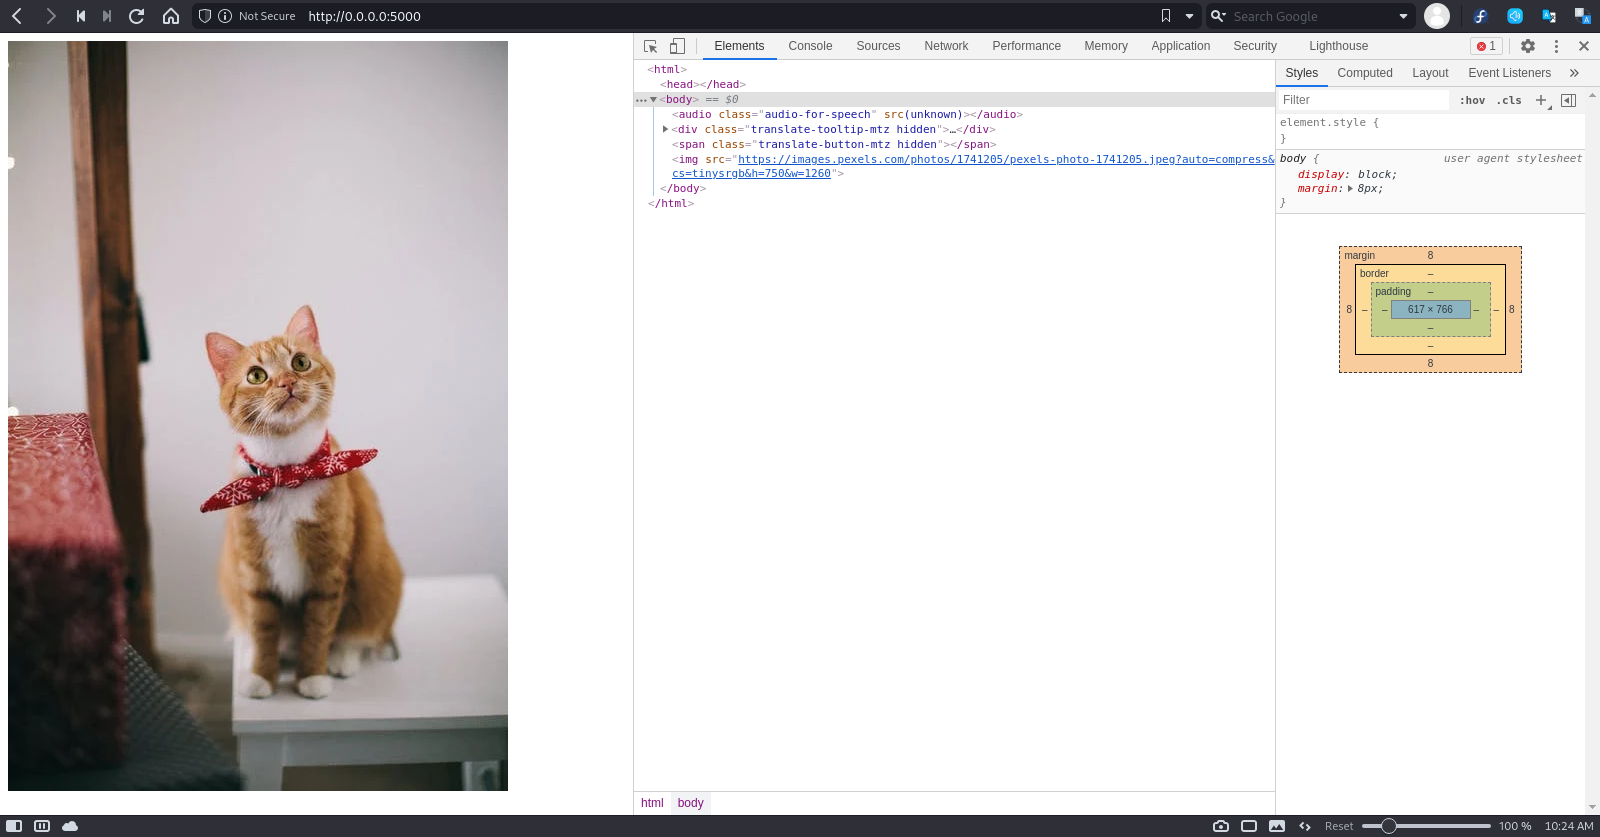 Not Secure http://0.0.0.0:5000 Search Google
Elements Console Sources Network Performance Memory Application Security Lighthouse 1
<html>
<head></head>
<body> == $0
<audio class="audio-for-speech" src(unknown)></audio>
<div class="translate-tooltip-mtz hidden">…</div>
<span class="translate-button-mtz hidden"></span>
<img src="https://images.pexels.com/photos/1741205/pexels-photo-1741205.jpeg?auto=compress&
cs=tinysrgb&h=750&w=1260">
</body>
</html>
html body
Styles Computed Layout Event Listeners »
Filter :hov .cls +
element.style {
}
body { user agent stylesheet
display: block;
margin: 8px;
}
margin 8
border –
padding –
8 – – 617 × 766 – – 8
–
–
8
Reset 100 % 10:24 AM